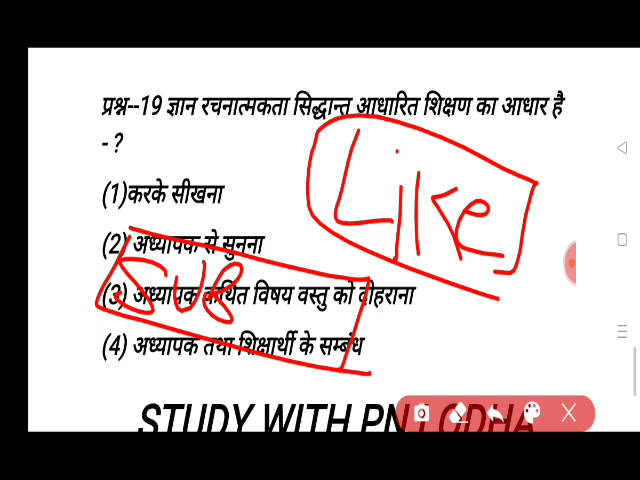 प्रश्न--19 ज्ञान रचनात्मकता सिद्धान्त आधारित शिक्षण का आधार है
- ?
(1)करके सीखना
Like
(2) अध्यापक से सुनना
SUB
(3) अध्यापक कथित विषय वस्तु को दोहराना
(4) अध्यापक तथा शिक्षार्थी के सम्बंध
STUDY WITH PN LODHA